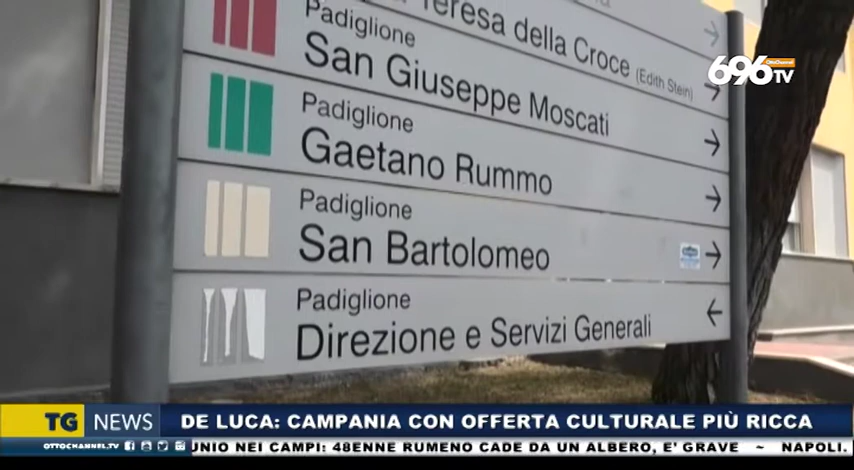 Teresa della Croce (Edith Stein)
Padiglione
San Giuseppe Moscati
Padiglione
Gaetano Rummo
Padiglione
San Bartolomeo
Padiglione
Direzione e Servizi Generali
696 TV
OttoChannel
TG NEWS
DE LUCA: CAMPANIA CON OFFERTA CULTURALE PIÙ RICCA
OTTOCHANNEL.TV
UNIO NEI CAMPI: 48ENNE RUMENO CADE DA UN ALBERO, E' GRAVE ~ NAPOLI.